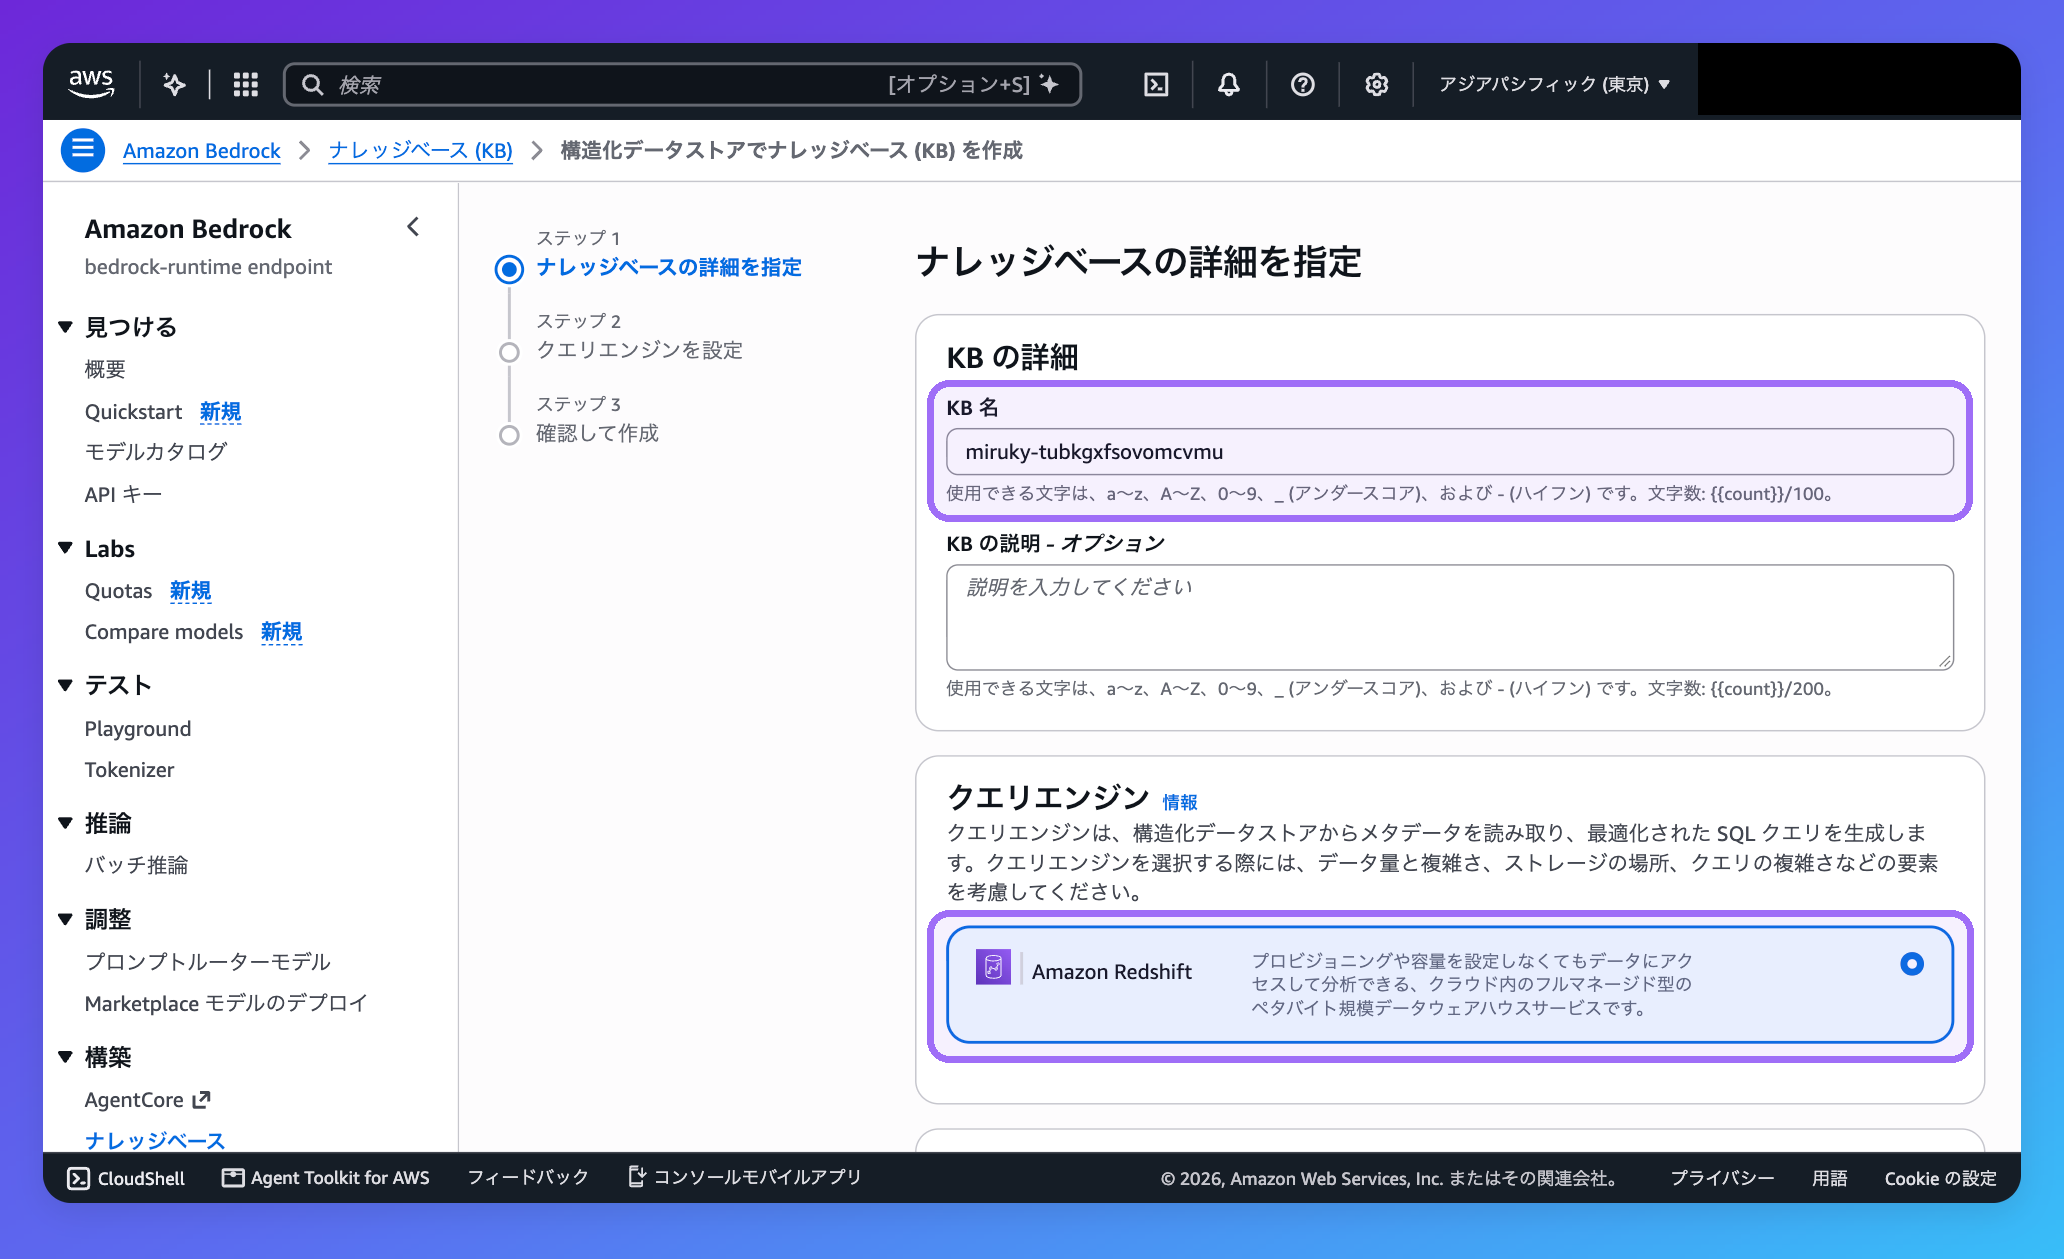 aws
検索
[オプション+S]
アジアパシフィック (東京) ▼
Amazon Bedrock
ナレッジベース (KB)
構造化データストアでナレッジベース (KB) を作成
Amazon Bedrock
bedrock-runtime endpoint
見つける
概要
Quickstart 新規
モデルカタログ
API キー
Labs
Quotas 新規
Compare models 新規
テスト
Playground
Tokenizer
推論
バッチ推論
調整
プロンプトルーターモデル
Marketplace モデルのデプロイ
構築
AgentCore
ナレッジベース
ステップ 1
ナレッジベースの詳細を指定
ステップ 2
クエリエンジンを設定
ステップ 3
確認して作成
ナレッジベースの詳細を指定
KB の詳細
KB 名
miruky-tubkgxfsovomcvmu
使用できる文字は、a〜z、A〜Z、0〜9、_ (アンダースコア)、および - (ハイフン) です。文字数: {{count}}/100。
KB の説明 - オプション
説明を入力してください
使用できる文字は、a〜z、A〜Z、0〜9、_ (アンダースコア)、および - (ハイフン) です。文字数: {{count}}/200。
クエリエンジン 情報
クエリエンジンは、構造化データストアからメタデータを読み取り、最適化された SQL クエリを生成しま
す。クエリエンジンを選択する際には、データ量と複雑さ、ストレージの場所、クエリの複雑さなどの要素
を考慮してください。
Amazon Redshift
プロビジョニングや容量を設定しなくてもデータにアク
セスして分析できる、クラウド内のフルマネージド型の
ペタバイト規模データウェアハウスサービスです。
CloudShell
Agent Toolkit for AWS
フィードバック
コンソールモバイルアプリ
© 2026, Amazon Web Services, Inc. またはその関連会社。
プライバシー
用語
Cookie の設定